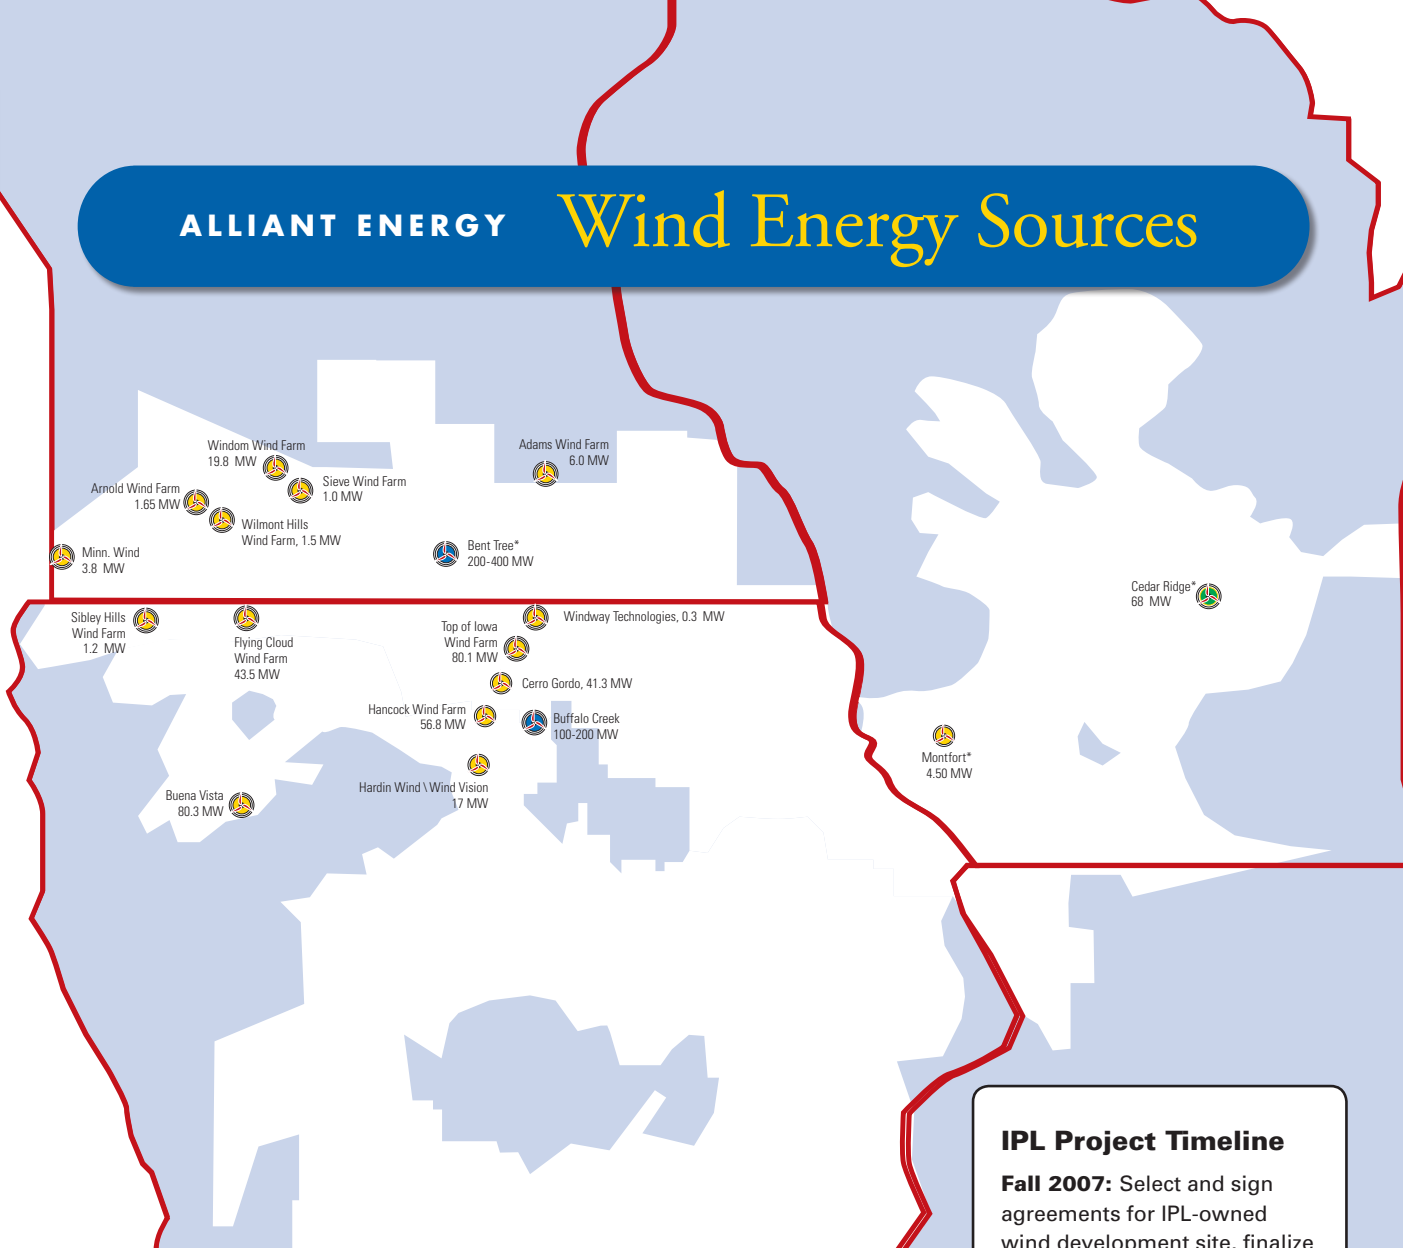 ALLIANT ENERGY Wind Energy Sources
Windom Wind Farm
19.8 MW
Adams Wind Farm
6.0 MW
Sieve Wind Farm
1.0 MW
Arnold Wind Farm
1.65 MW
Wilmont Hills
Wind Farm, 1.5 MW
Minn. Wind
3.8 MW
Bent Tree*
200-400 MW
Cedar Ridge*
68 MW
Sibley Hills
Wind Farm
1.2 MW
Flying Cloud
Wind Farm
43.5 MW
Windway Technologies, 0.3 MW
Top of Iowa
Wind Farm
80.1 MW
Cerro Gordo, 41.3 MW
Hancock Wind Farm
56.8 MW
Buffalo Creek
100-200 MW
Montfort*
4.50 MW
Hardin Wind \ Wind Vision
17 MW
Buena Vista
80.3 MW
IPL Project Timeline
Fall 2007: Select and sign
agreements for IPL-owned
wind development site, finalize